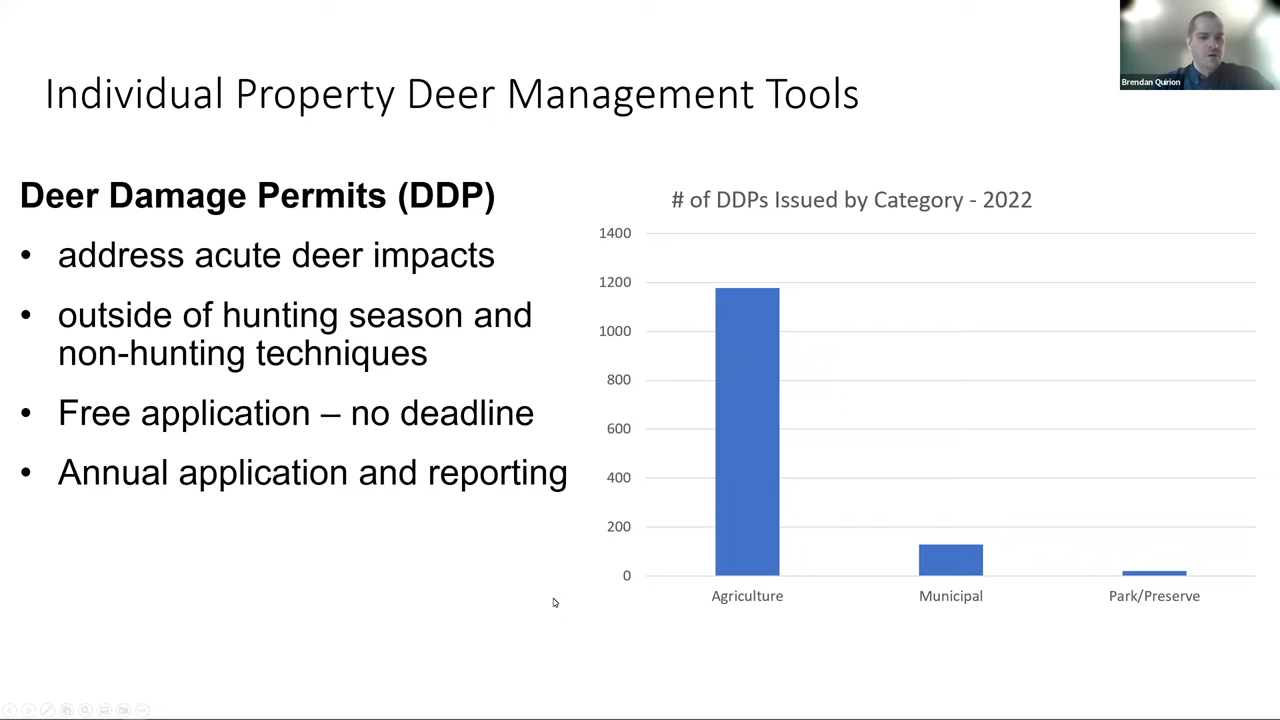 Brendan Quirion
Individual Property Deer Management Tools
Deer Damage Permits (DDP)
• address acute deer impacts
• outside of hunting season and
non-hunting techniques
• Free application – no deadline
• Annual application and reporting
# of DDPs Issued by Category - 2022
1400
1200
1000
800
600
400
200
0
Agriculture
Municipal
Park/Preserve